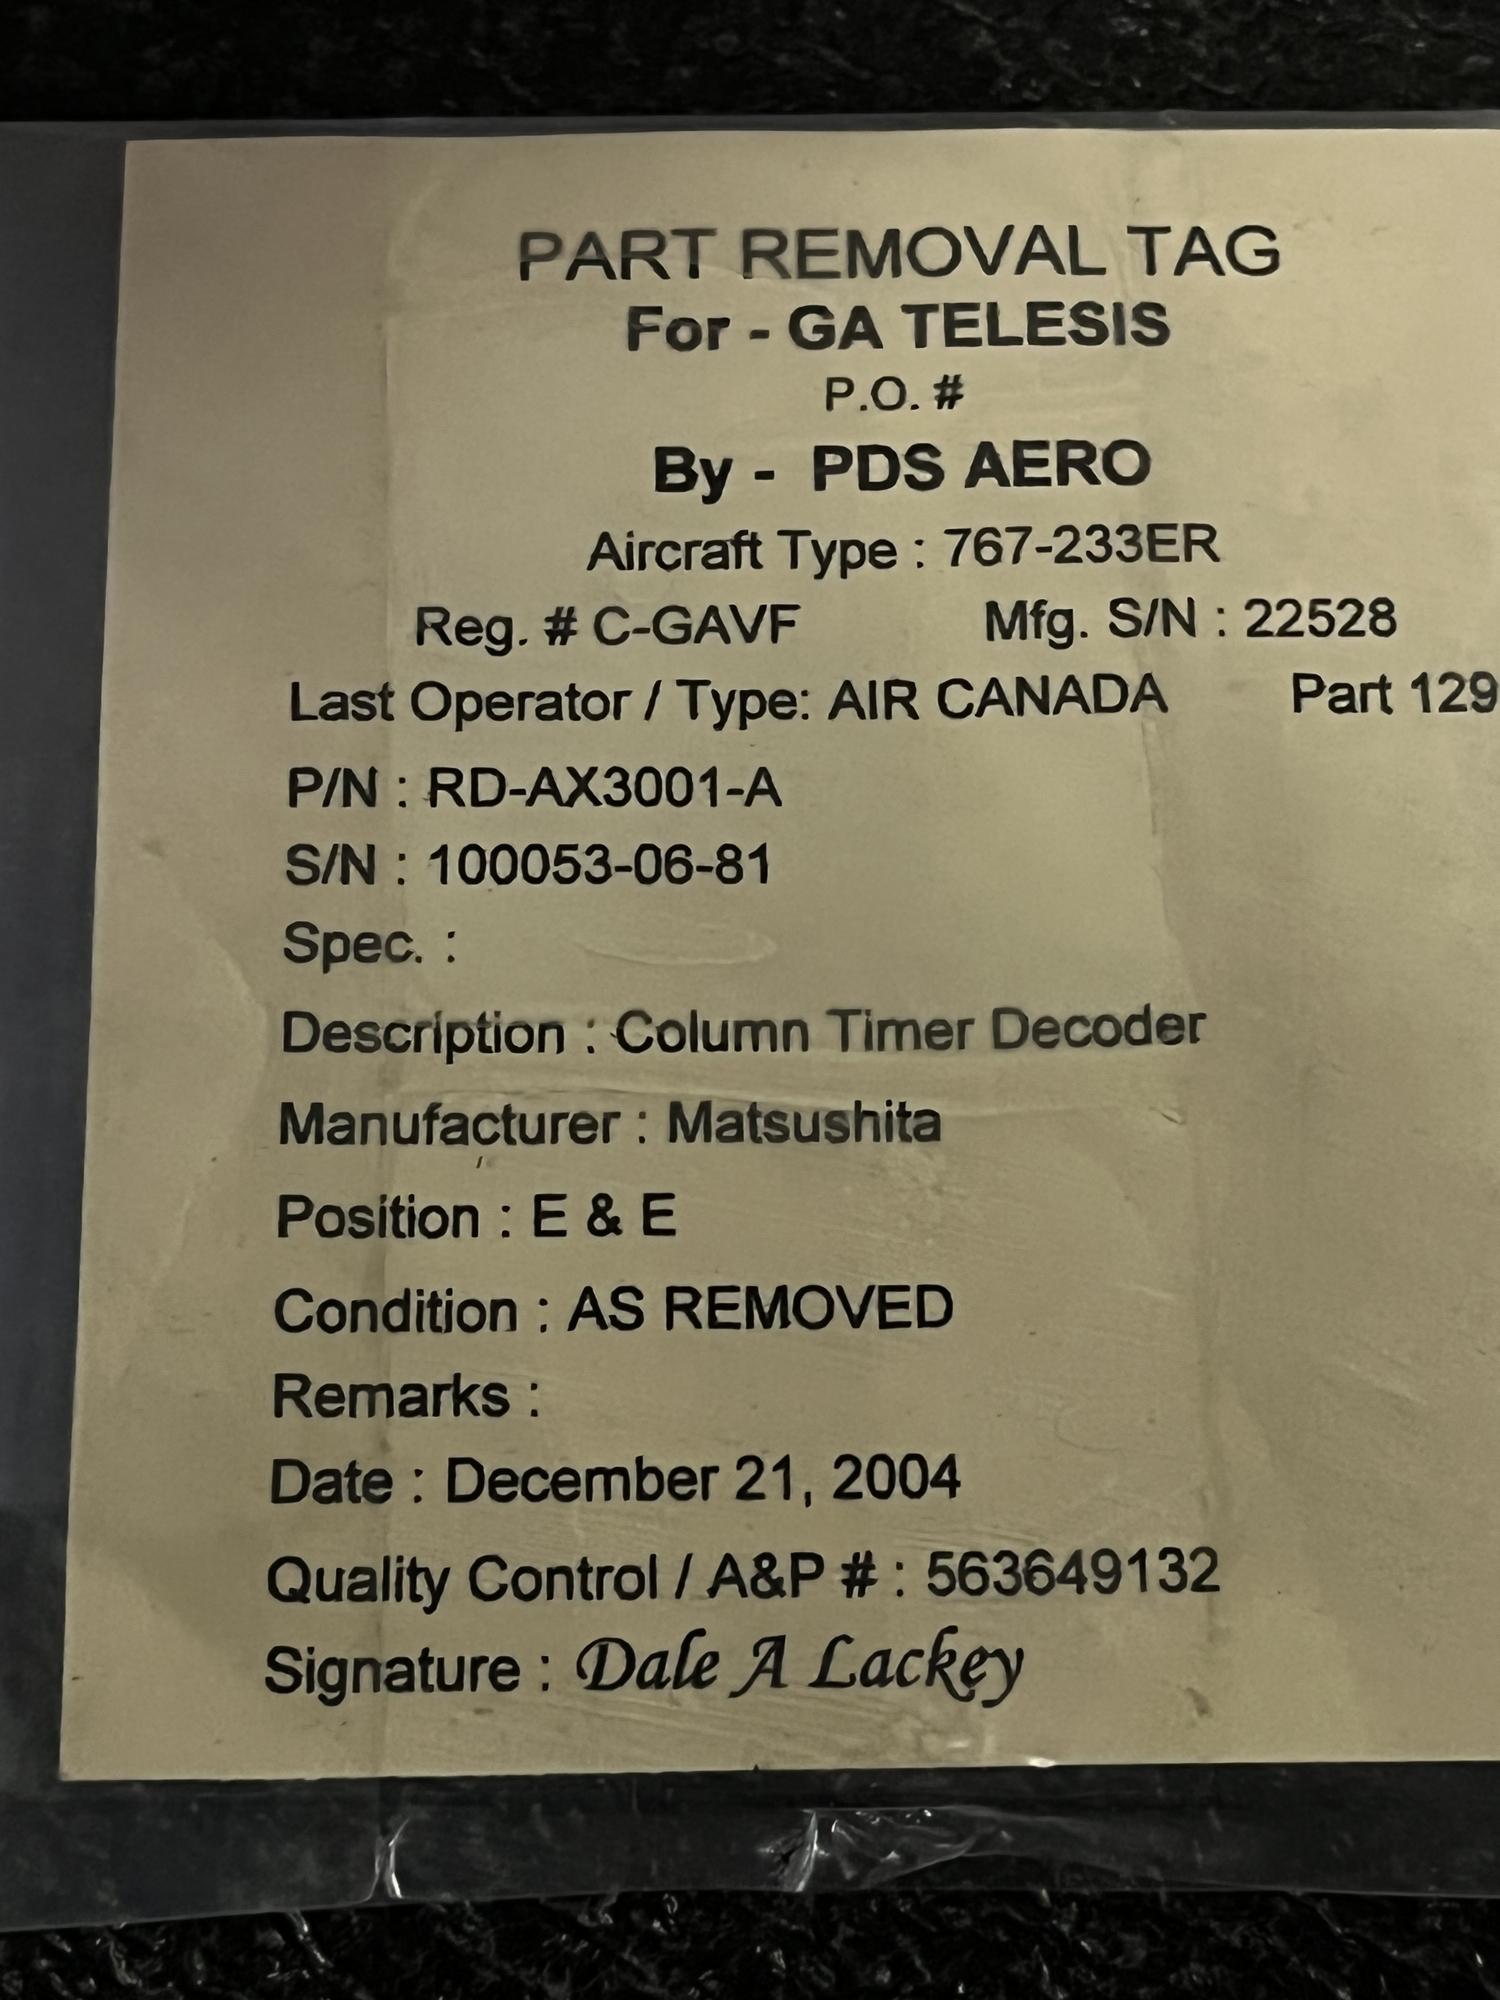 PART REMOVAL TAG
For - GA TELESIS
P.O. #
By - PDS AERO
Aircraft Type : 767-233ER
Reg. # C-GAVF Mfg. S/N : 22528
Last Operator / Type: AIR CANADA Part 129
P/N : RD-AX3001-A
S/N : 100053-06-81
Spec. :
Description : Column Timer Decoder
Manufacturer : Matsushita
Position : E & E
Condition : AS REMOVED
Remarks :
Date : December 21, 2004
Quality Control / A&P # : 563649132
Signature : Dale A Lackey